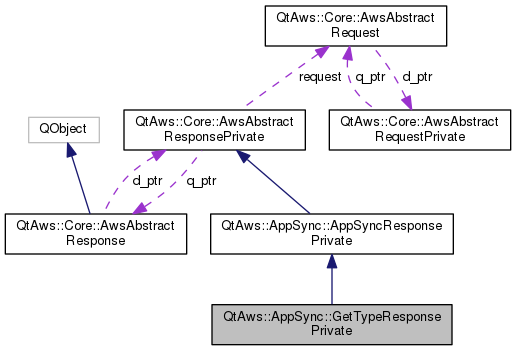 QtAws::Core::AwsAbstract
Request
request
q_ptr
d_ptr
QObject
QtAws::Core::AwsAbstract
ResponsePrivate
QtAws::Core::AwsAbstract
RequestPrivate
d_ptr
q_ptr
QtAws::Core::AwsAbstract
Response
QtAws::AppSync::AppSyncResponse
Private
QtAws::AppSync::GetTypeResponse
Private